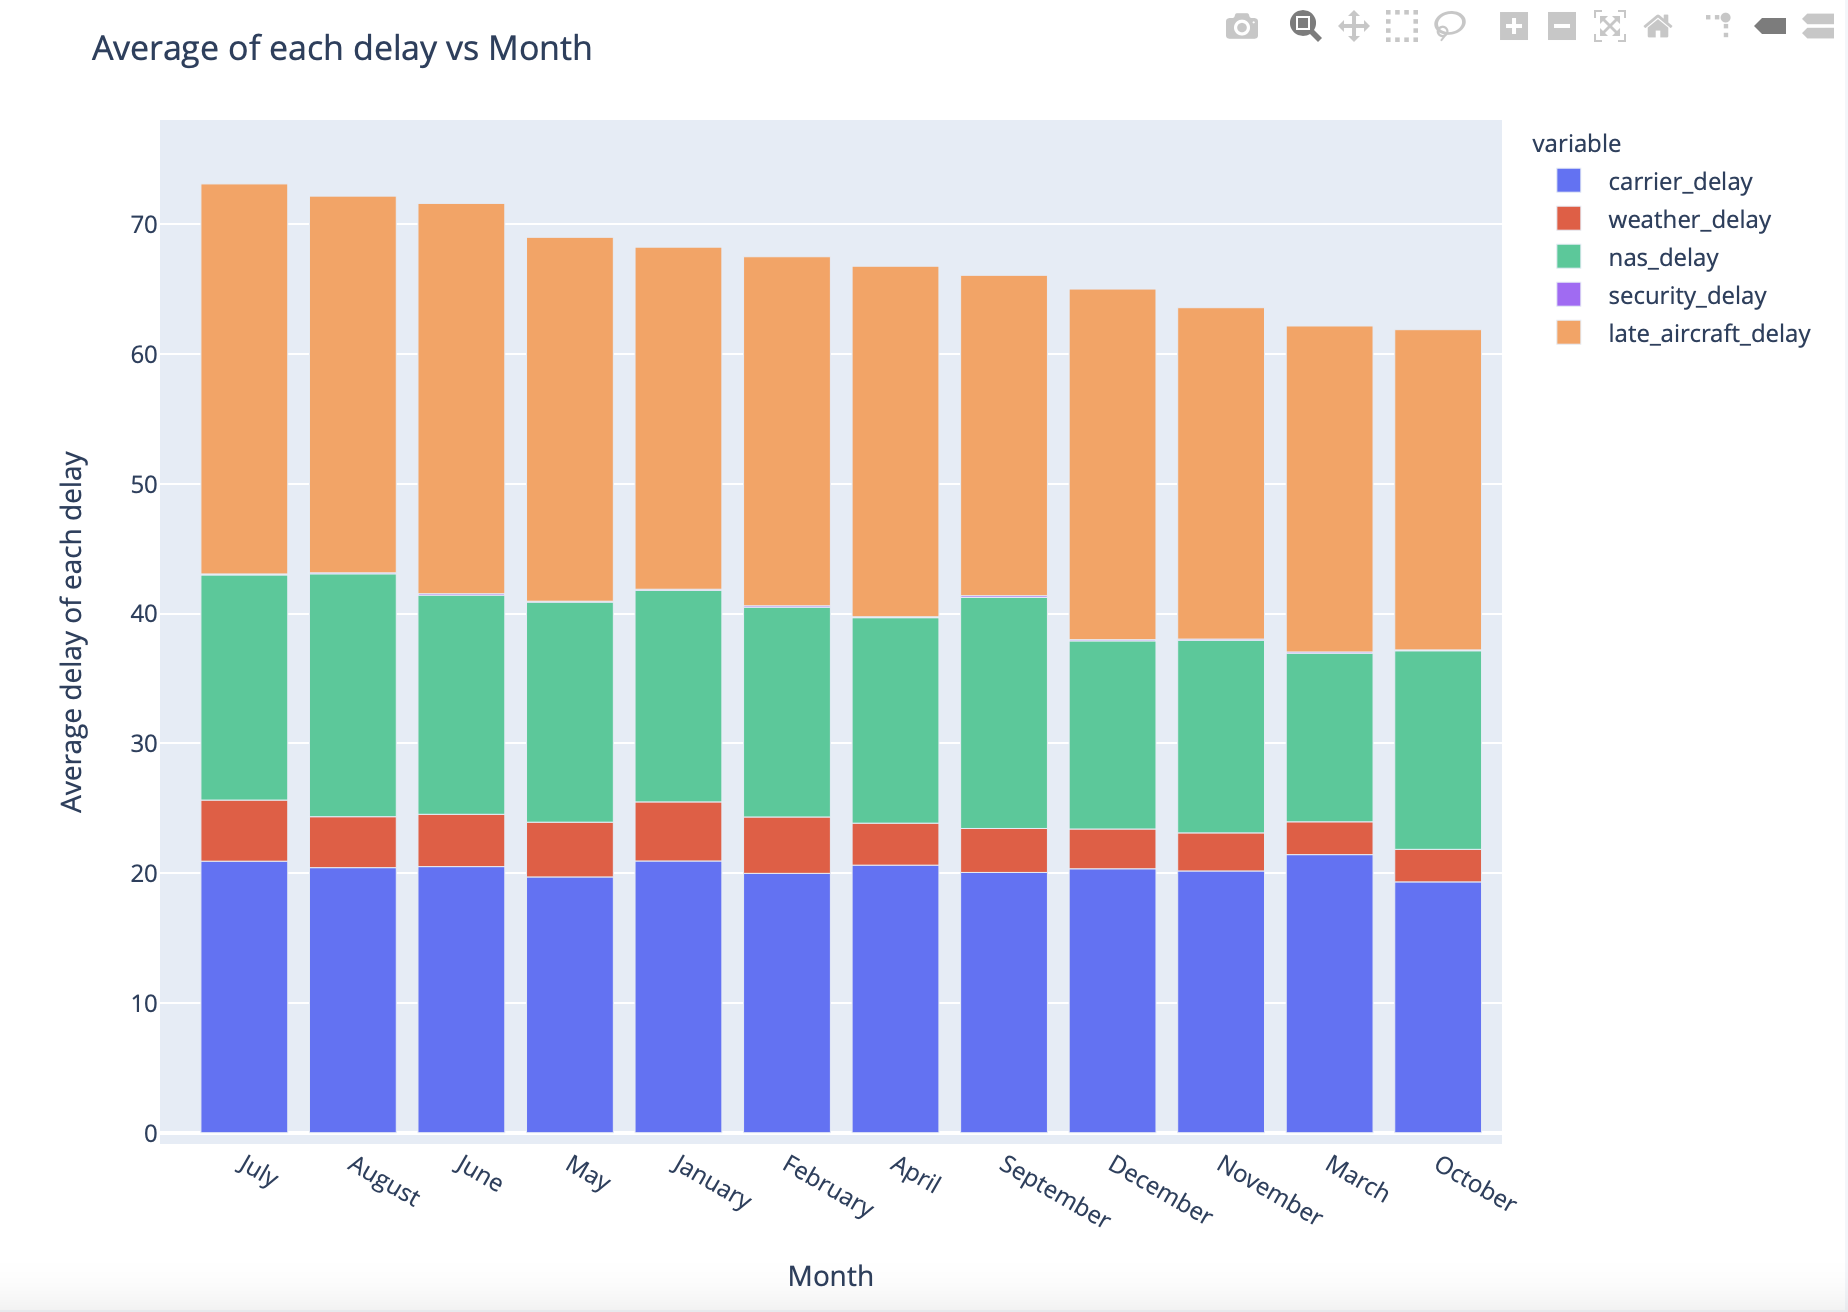 Average of each delay vs Month
variable
carrier_delay
weather_delay
nas_delay
security_delay
late_aircraft_delay
Average delay of each delay
70
60
50
40
30
20
10
0
July
August
June
May
January
February
April
September
December
November
March
October
Month